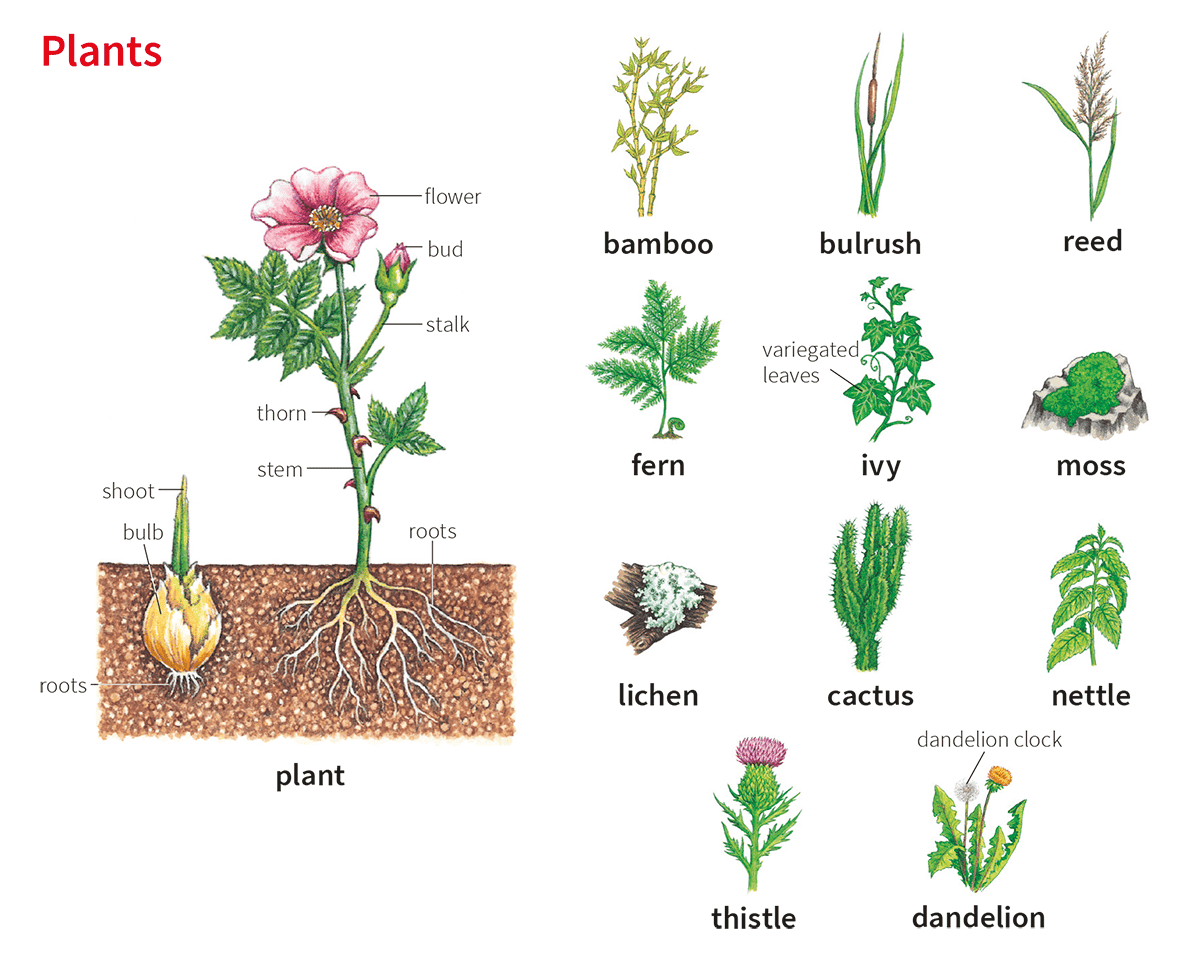 Plants
flower
bud
stalk
thorn
stem
shoot
bulb
roots
roots
plant
bamboo
bulrush
reed
fern
variegated
leaves
ivy
moss
lichen
cactus
nettle
thistle
dandelion clock
dandelion